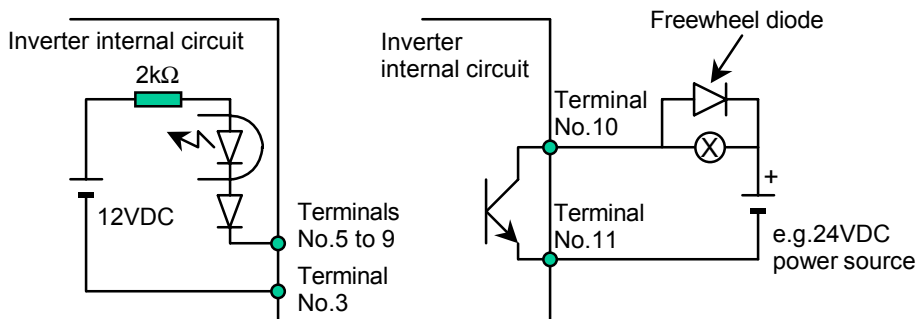 Inverter internal circuit
2kΩ
12VDC
Terminals
No.5 to 9
Terminal
No.3
Inverter
internal circuit
Freewheel diode
Terminal
No.10
X
+
Terminal
No.11
e.g.24VDC
power source